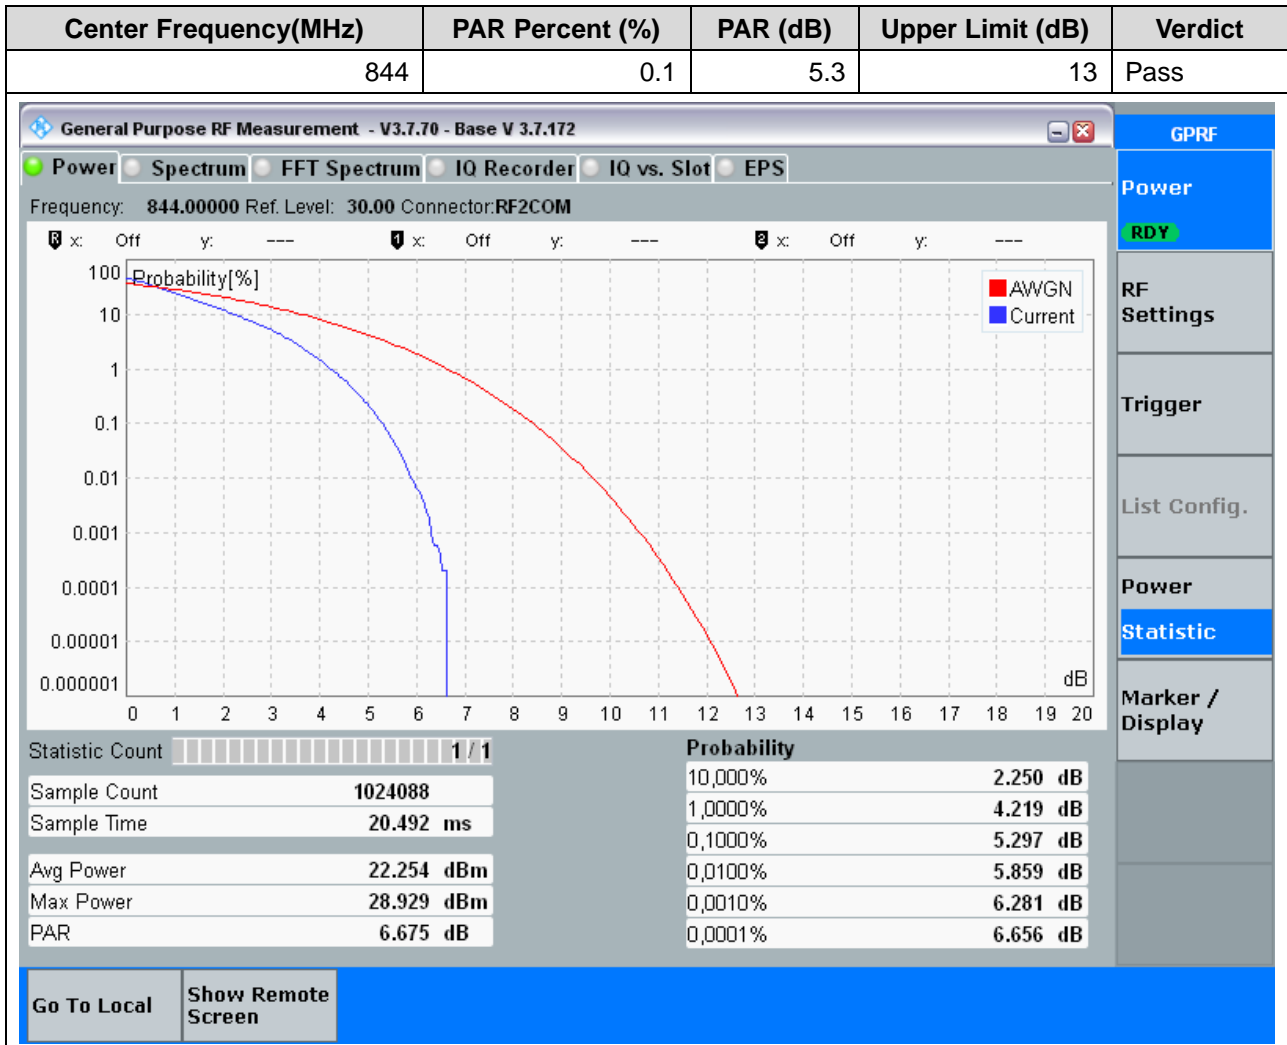 Center Frequency(MHz) PAR Percent (%) PAR (dB) Upper Limit (dB) Verdict
844 0.1 5.3 13 Pass
General Purpose RF Measurement - V3.7.70 - Base V 3.7.172
GPRF
Power Spectrum FFT Spectrum IQ Recorder IQ vs. Slot EPS
Power
RDY
Frequency: 844.00000 Ref. Level: 30.00 Connector:RF2COM
R x: Off y: --- 1 x: Off y: --- 2 x: Off y: ---
Probability[%]
AWGN
Current
100
10
1
0.1
0.01
0.001
0.0001
0.00001
0.000001
dB
0 1 2 3 4 5 6 7 8 9 10 11 12 13 14 15 16 17 18 19 20
RF
Settings
Trigger
List Config.
Power
Statistic
Marker /
Display
Statistic Count 1 / 1
Sample Count 1024088
Sample Time 20.492 ms
Avg Power 22.254 dBm
Max Power 28.929 dBm
PAR 6.675 dB
Probability
10,000% 2.250 dB
1,0000% 4.219 dB
0,1000% 5.297 dB
0,0100% 5.859 dB
0,0010% 6.281 dB
0,0001% 6.656 dB
Go To Local
Show Remote
Screen